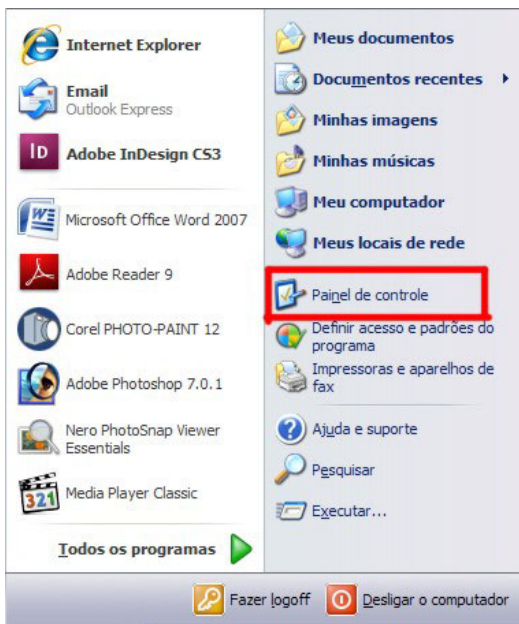 Internet Explorer
Email
Outlook Express
ID
Adobe InDesign CS3
Microsoft Office Word 2007
Adobe Reader 9
Corel PHOTO-PAINT 12
Adobe Photoshop 7.0.1
Nero PhotoSnap Viewer
Essentials
321
Media Player Classic
Todos os programas
Meus documentos
Documentos recentes
Minhas imagens
Minhas músicas
Meu computador
Meus locais de rede
Painel de controle
Definir acesso e padrões do
programa
Impressoras e aparelhos de
fax
Ajuda e suporte
Pesquisar
Executar...
Fazer logoff
Desligar o computador